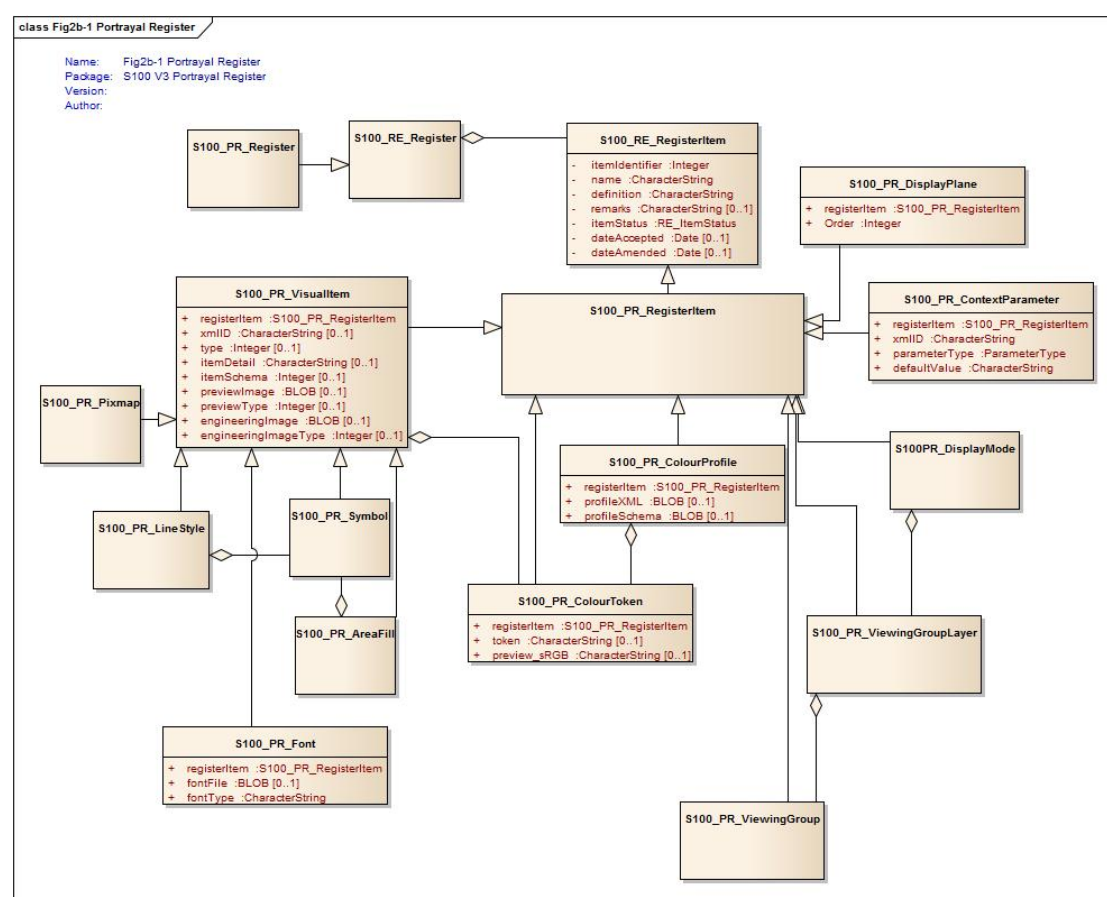 class Fig2b-1 Portrayal Register
Name: Fig2b-1 Portrayal Register
Package: S100 V3 Portrayal Register
Version:
Author:
S100_PR_Register
S100_RE_Register
S100_RE_RegisterItem
- itemIdentifier :Integer
- name :CharacterString
- definition :CharacterString
- remarks :CharacterString [0..1]
- itemStatus :RE_ItemStatus
- dateAccepted :Date [0..1]
- dateAmended :Date [0..1]
S100_PR_DisplayPlane
+ registerItem :S100_PR_RegisterItem
+ Order :Integer
S100_PR_VisualItem
+ registerItem :S100_PR_RegisterItem
+ xmlID :CharacterString [0..1]
+ type :Integer [0..1]
+ itemDetail :CharacterString [0..1]
+ itemSchema :Integer [0..1]
+ previewImage :BLOB [0..1]
+ previewType :Integer [0..1]
+ engineeringImage :BLOB [0..1]
+ engineeringImageType :Integer [0..1]
S100_PR_RegisterItem
S100_PR_ContextParameter
+ registerItem :S100_PR_RegisterItem
+ xmlID :CharacterString
+ parameterType :ParameterType
+ defaultValue :CharacterString
S100_PR_Pixmap
S100_PR_ColourProfile
+ registerItem :S100_PR_RegisterItem
+ profileXML :BLOB [0..1]
+ profileSchema :BLOB [0..1]
S100PR_DisplayMode
S100_PR_LineStyle
S100_PR_Symbol
S100_PR_ColourToken
+ registerItem :S100_PR_RegisterItem
+ token :CharacterString [0..1]
+ preview_sRGB :CharacterString [0..1]
S100_PR_AreaFill
S100_PR_ViewingGroupLayer
S100_PR_Font
+ registerItem :S100_PR_RegisterItem
+ fontFile :BLOB [0..1]
+ fontType :CharacterString
S100_PR_ViewingGroup